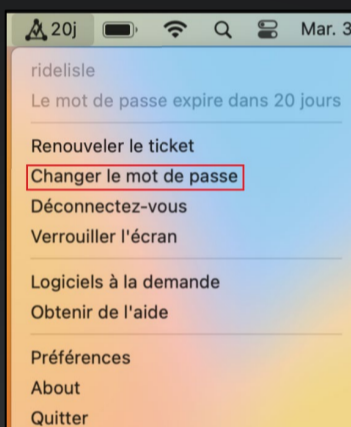 20j Mar. 3
ridelisle
Le mot de passe expire dans 20 jours
Renouveler le ticket
Changer le mot de passe
Déconnectez-vous
Verrouiller l'écran
Logiciels à la demande
Obtenir de l'aide
Préférences
About
Quitter